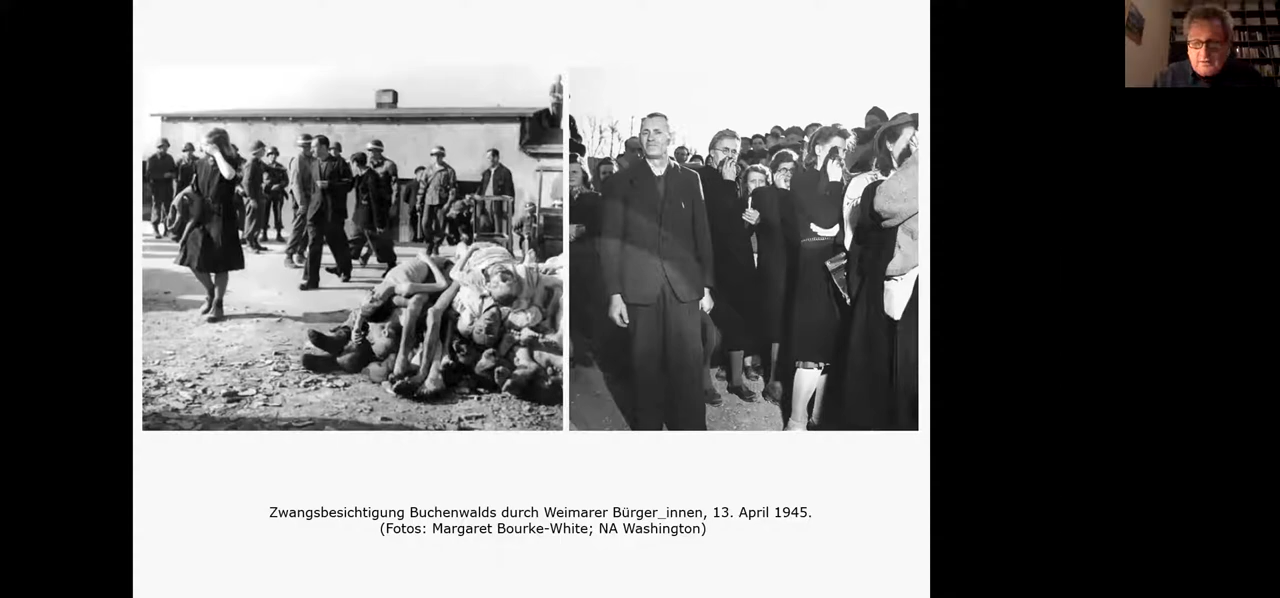 Zwangsbesichtigung Buchenwalds durch Weimarer Bürger_innen, 13. April 1945.
(Fotos: Margaret Bourke-White; NA Washington)